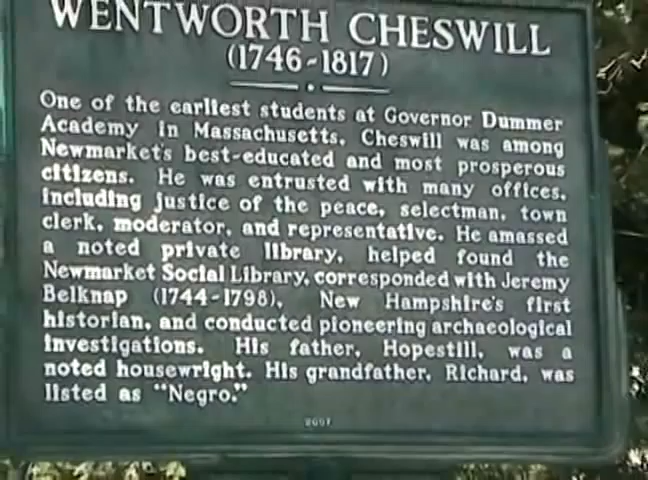 WENTWORTH CHESWILL
(1746-1817)
One of the earliest students at Governor Dummer
Academy in Massachusetts, Cheswill was among
Newmarket's best-educated and most prosperous
citizens. He was entrusted with many offices,
including justice of the peace, selectman, town
clerk, moderator, and representative. He amassed
a noted private library, helped found the
Newmarket Social Library, corresponded with Jeremy
Belknap (1744-1798), New Hampshire's first
historian, and conducted pioneering archaeological
investigations. His father, Hopestill, was a
noted housewright. His grandfather, Richard, was
listed as "Negro."
2007